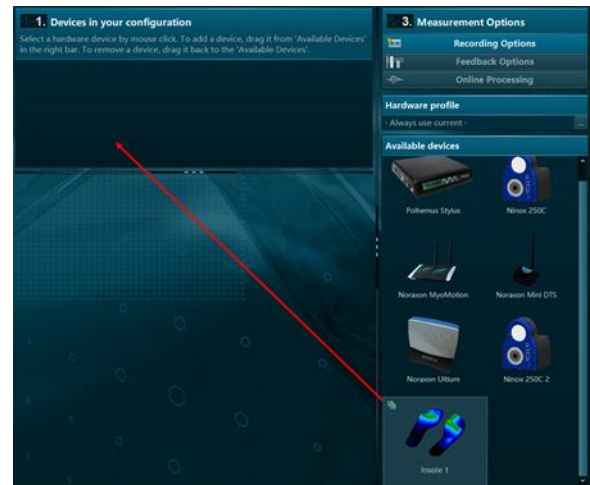 1. Devices in your configuration
Select a hardware device by mouse click. To add a device, drag it from 'Available Devices'
in the right bar. To remove a device, drag it back to the 'Available Devices'.
3. Measurement Options
Recording Options
Feedback Options
Online Processing
Hardware profile
- Always use current -
...
Available devices
Polhemus Stylus
Ninox 250C
Noraxon MyoMotion
Noraxon Mini DTS
Noraxon Ultium
Ninox 250C 2
Insole 1